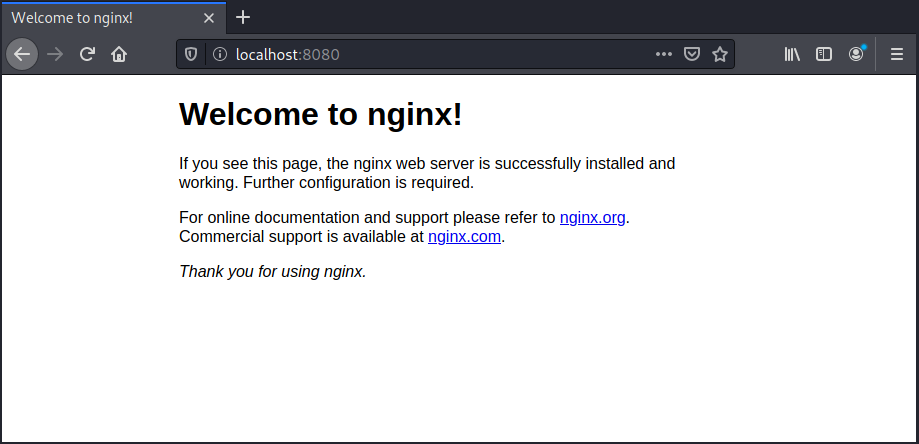 Welcome to nginx!
localhost:8080
Welcome to nginx!
If you see this page, the nginx web server is successfully installed and
working. Further configuration is required.
For online documentation and support please refer to nginx.org.
Commercial support is available at nginx.com.
Thank you for using nginx.